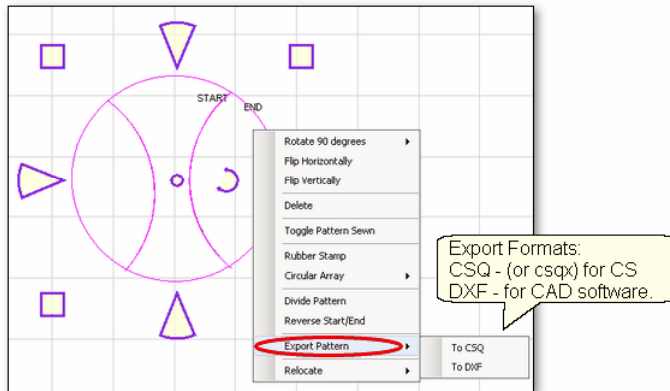 START
END
Rotate 90 degrees
Flip Horizontally
Flip Vertically
Delete
Toggle Pattern Sewn
Rubber Stamp
Circular Array
Divide Pattern
Reverse Start/End
Export Pattern
Relocate
To CSQ
To DXF
Export Formats:
CSQ - (or csqx) for CS
DXF - for CAD software.